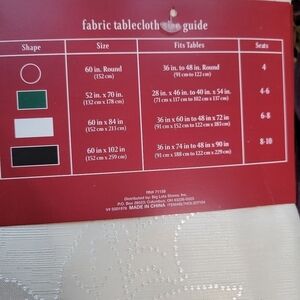 fabric tablecloth size guide
Shape Size Fits Tables Seats
60 in. Round 36 in. to 48 in. Round 4
(152 cm) (91 cm to 122 cm)
52 in. x 70 in. 28 in. x 46 in. to 40 in. x 54 in. 4-6
(132 cm x 178 cm) (71 cm x 117 cm to 102 cm x 137 cm)
60 in x 84 in 36 in x 60 in to 48 in x 72 in 6-8
(152 cm x 213 cm) (91 cm x 152 cm to 122 cm x 183 cm)
60 in x 102 in 36 in x 74 in to 48 in x 90 in 8-10
(152 cm x 259 cm) (91 cm x 188 cm to 122 cm x 229 cm)
Distributed by: Big Lots Stores, Inc.
P.O. Box 28523, Columbus, OH
MADE IN CHINA